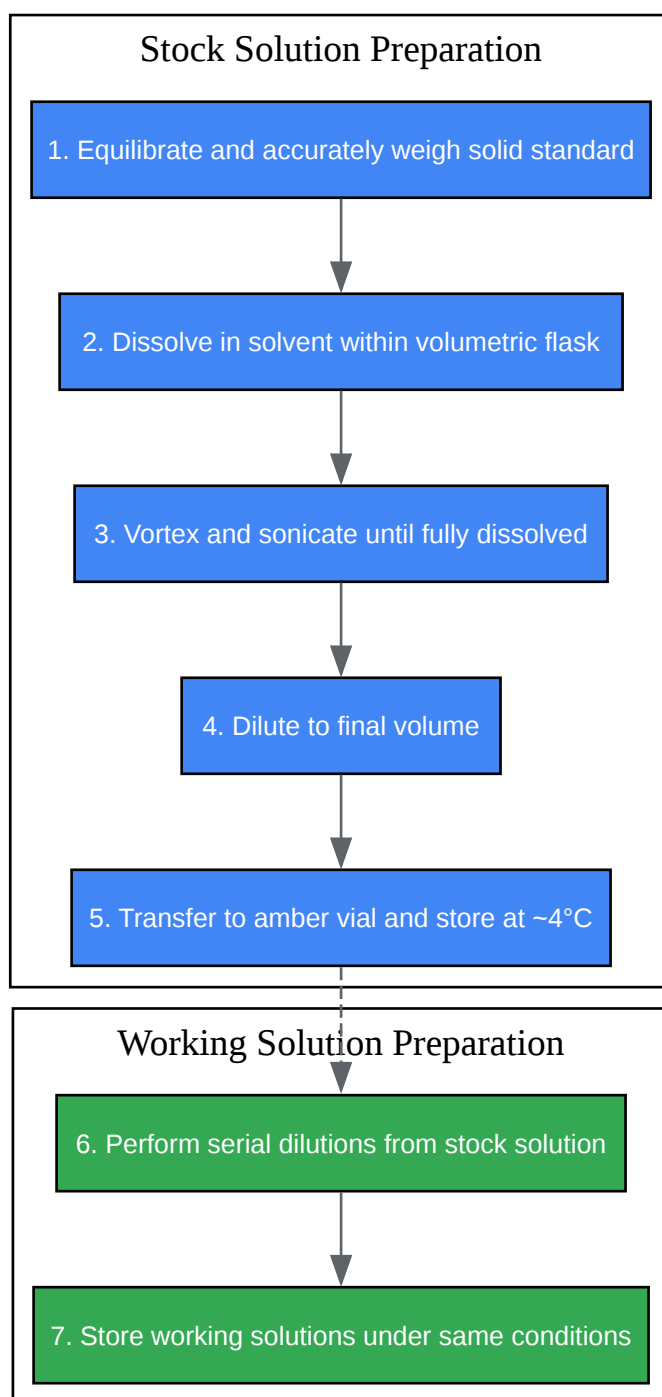 Stock Solution Preparation
1. Equilibrate and accurately weigh solid standard
2. Dissolve in solvent within volumetric flask
3. Vortex and sonicate until fully dissolved
4. Dilute to final volume
5. Transfer to amber vial and store at ~4°C
Working Solution Preparation
6. Perform serial dilutions from stock solution
7. Store working solutions under same conditions